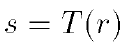 s = T(r)